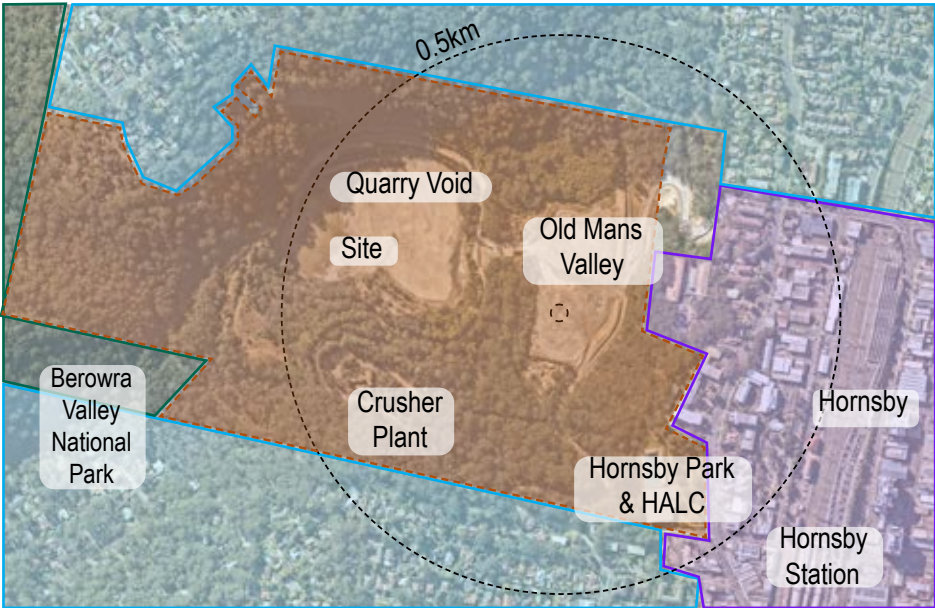 0.5km
Quarry Void
Site
Old Mans
Valley
Berowra
Valley
National
Park
Crusher
Plant
Hornsby
Hornsby Park
& HALC
Hornsby
Station